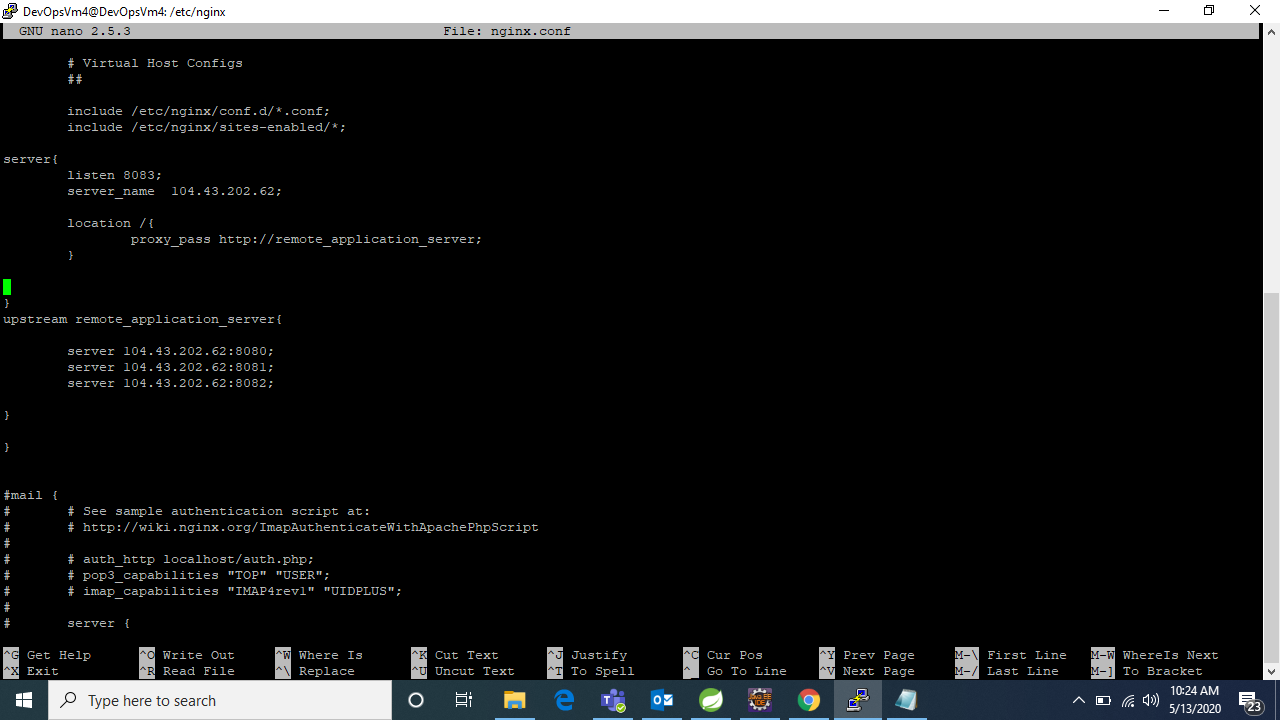 DevOpsVm4@DevOpsVm4: /etc/nginx
GNU nano 2.5.3 File: nginx.conf
# Virtual Host Configs
##
include /etc/nginx/conf.d/*.conf;
include /etc/nginx/sites-enabled/*;
server{
listen 8083;
server_name  104.43.202.62;
location /{
proxy_pass http://remote_application_server;
}
}
upstream remote_application_server{
server 104.43.202.62:8080;
server 104.43.202.62:8081;
server 104.43.202.62:8082;
}
}
#mail {
#       # See sample authentication script at:
#       # http://wiki.nginx.org/ImapAuthenticateWithApachePhpScript
#
#       # auth_http localhost/auth.php;
#       # pop3_capabilities "TOP" "USER";
#       # imap_capabilities "IMAP4rev1" "UIDPLUS";
#
#       server {
^G Get Help ^O Write Out ^W Where Is ^K Cut Text ^J Justify ^C Cur Pos ^Y Prev Page M-\ First Line M-W WhereIs Next
^X Exit ^R Read File ^\ Replace ^U Uncut Text ^T To Spell ^_ Go To Line ^V Next Page M-/ Last Line M-] To Bracket
Type here to search
10:24 AM
5/13/2020
23